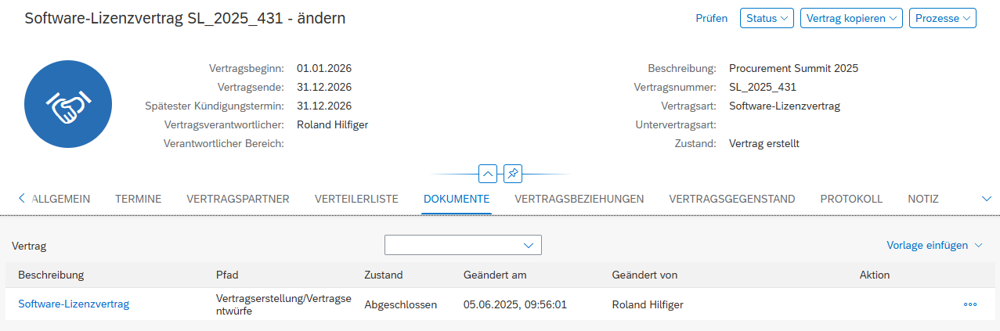 Software-Lizenzvertrag SL_2025_431 - ändern
Prüfen Status Vertrag kopieren Prozesse
Vertragsbeginn: 01.01.2026
Vertragsende: 31.12.2026
Spätester Kündigungstermin: 31.12.2026
Vertragsverantwortlicher: Roland Hilfiger
Verantwortlicher Bereich:
Beschreibung: Procurement Summit 2025
Vertragsnummer: SL_2025_431
Vertragsart: Software-Lizenzvertrag
Untervertragsart:
Zustand: Vertrag erstellt
ALLGEMEIN TERMINE VERTRAGSPARTNER VERTEILERLISTE DOKUMENTE VERTRAGSBEZIEHUNGEN VERTRAGSGEGENSTAND PROTOKOLL NOTIZ
Vertrag Vorlage einfügen
Beschreibung Pfad Zustand Geändert am Geändert von Aktion
Software-Lizenzvertrag Vertragserstellung/Vertragse
ntwürfe Abgeschlossen 05.06.2025, 09:56:01 Roland Hilfiger